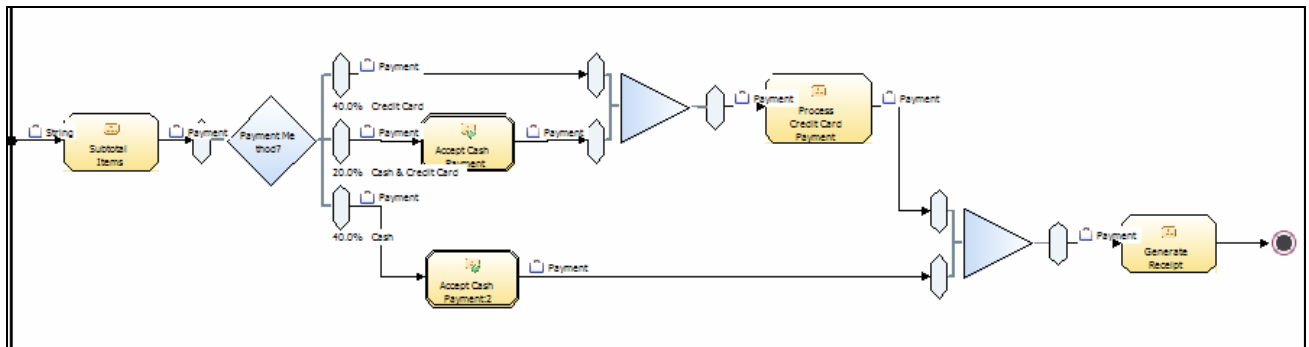 String
Subtotal
Items
Payment
Payment Me
thod?
Payment
40.0% Credit Card
Payment
Accept Cash
Payment
20.0% Cash & Credit Card
Payment
Payment
40.0% Cash
Accept Cash
Payment:2
Payment
Payment
Process
Credit Card
Payment
Payment
Payment
Generate
Receipt